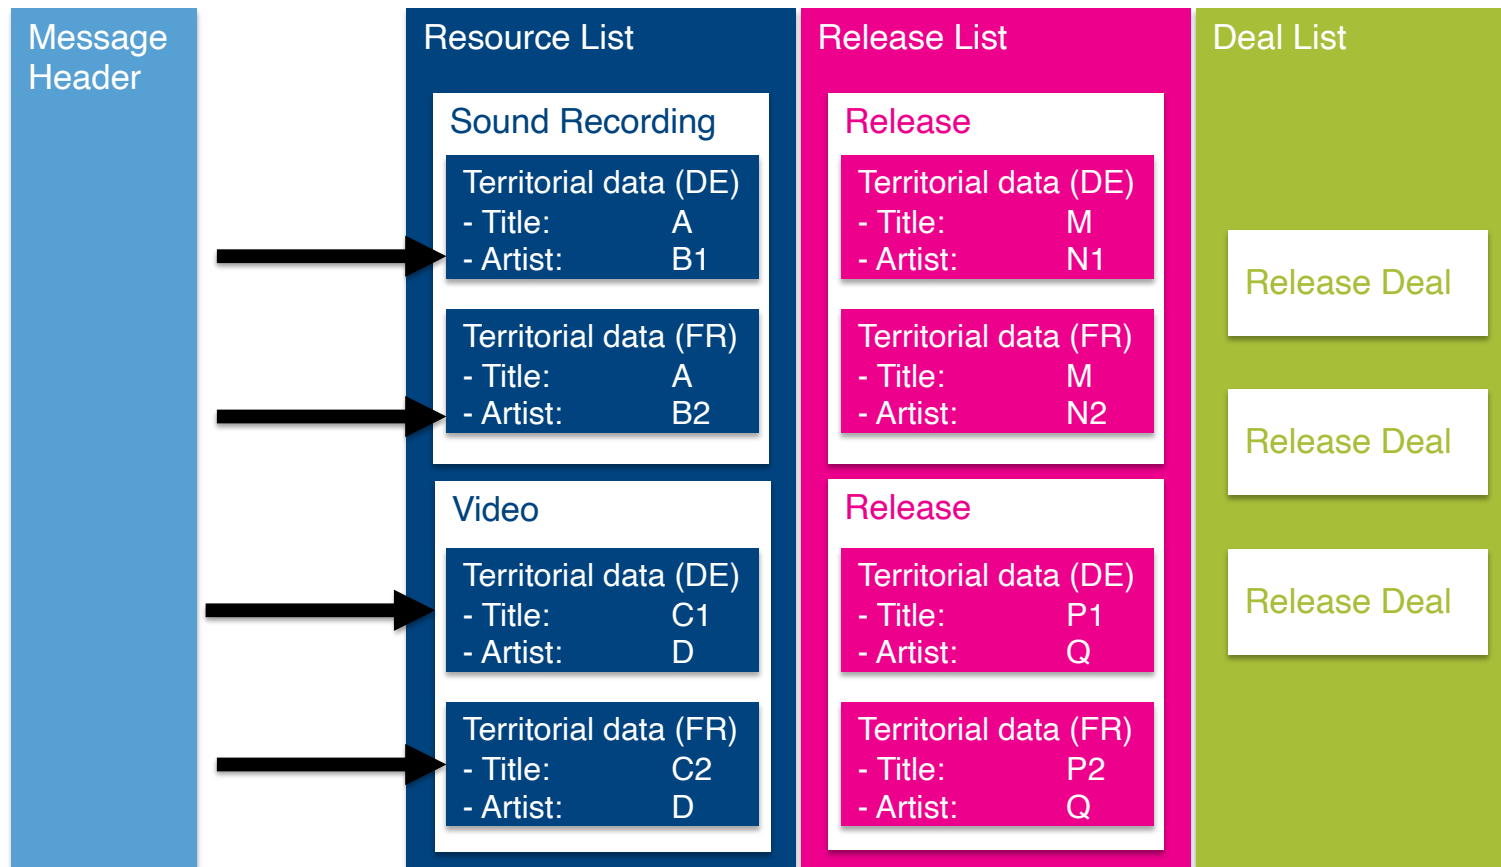 Message
Header
Resource List
Sound Recording
Territorial data (DE)
- Title: A
- Artist: B1
Territorial data (FR)
- Title: A
- Artist: B2
Video
Territorial data (DE)
- Title: C1
- Artist: D
Territorial data (FR)
- Title: C2
- Artist: D
Release List
Release
Territorial data (DE)
- Title: M
- Artist: N1
Territorial data (FR)
- Title: M
- Artist: N2
Release
Territorial data (DE)
- Title: P1
- Artist: Q
Territorial data (FR)
- Title: P2
- Artist: Q
Deal List
Release Deal
Release Deal
Release Deal